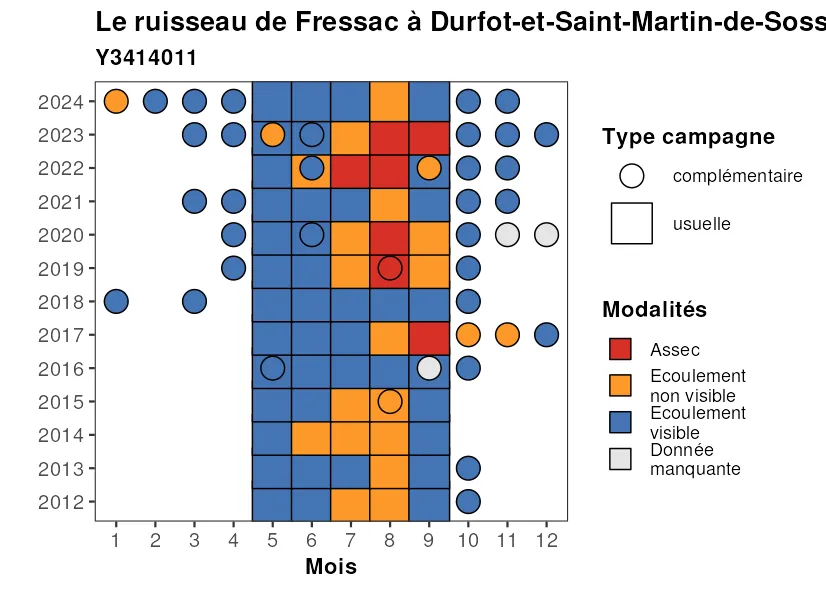 Le ruisseau de Fressac à Durfot-et-Saint-Martin-de-Soss
Y3414011
2024
2023
2022
2021
2020
2019
2018
2017
2016
2015
2014
2013
2012
1 2 3 4 5 6 7 8 9 10 11 12
Mois
Type campagne
complémentaire
usuelle
Modalités
Assec
Ecoulement
non visible
Ecoulement
visible
Donnée
manquante